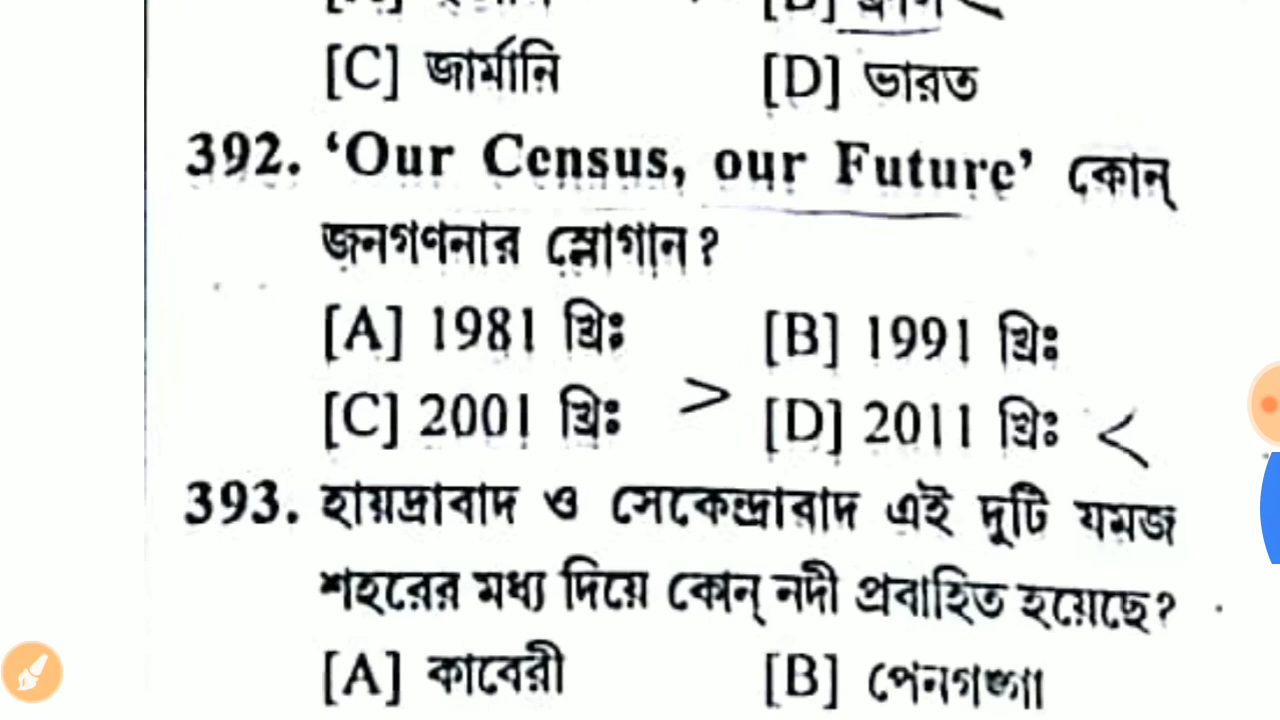 [C] জার্মানি [D] ভারত
392. ‘Our Census, our Future’ কোন্
জনগণনার স্লোগান?
[A] 1981 খ্রিঃ [B] 1991 খ্রিঃ
[C] 2001 খ্রিঃ [D] 2011 খ্রিঃ
393. হায়দ্রাবাদ ও সেকেন্দ্রাবাদ এই দুটি যমজ
শহরের মধ্য দিয়ে কোন্ নদী প্রবাহিত হয়েছে?
[A] কাবেরী [B] পেনগঙ্গা